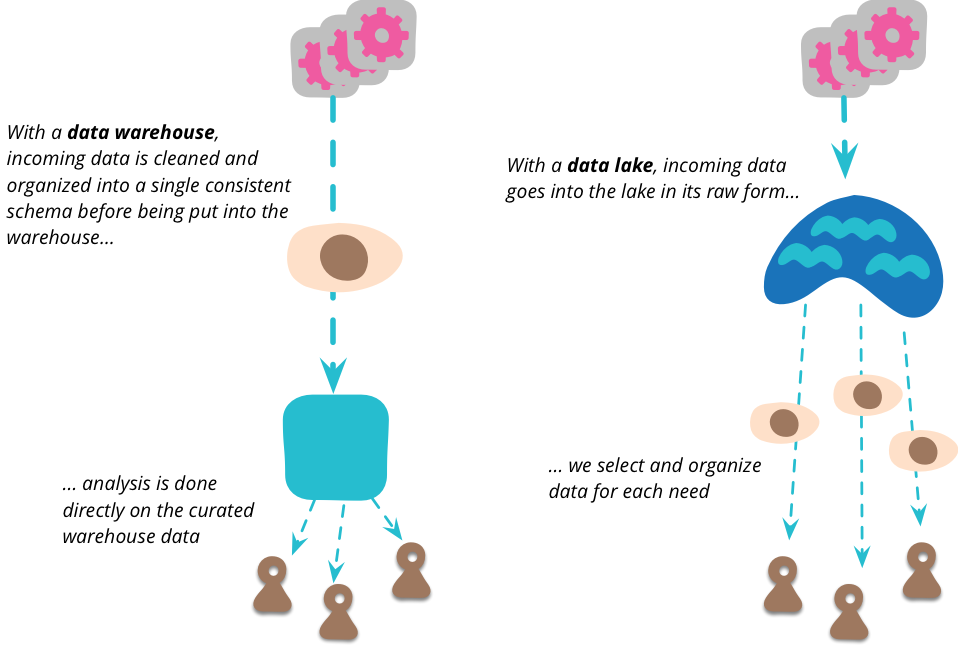 With a data warehouse,
incoming data is cleaned and
organized into a single consistent
schema before being put into the
warehouse...
... analysis is done
directly on the curated
warehouse data
With a data lake, incoming data
goes into the lake in its raw form...
... we select and organize
data for each need